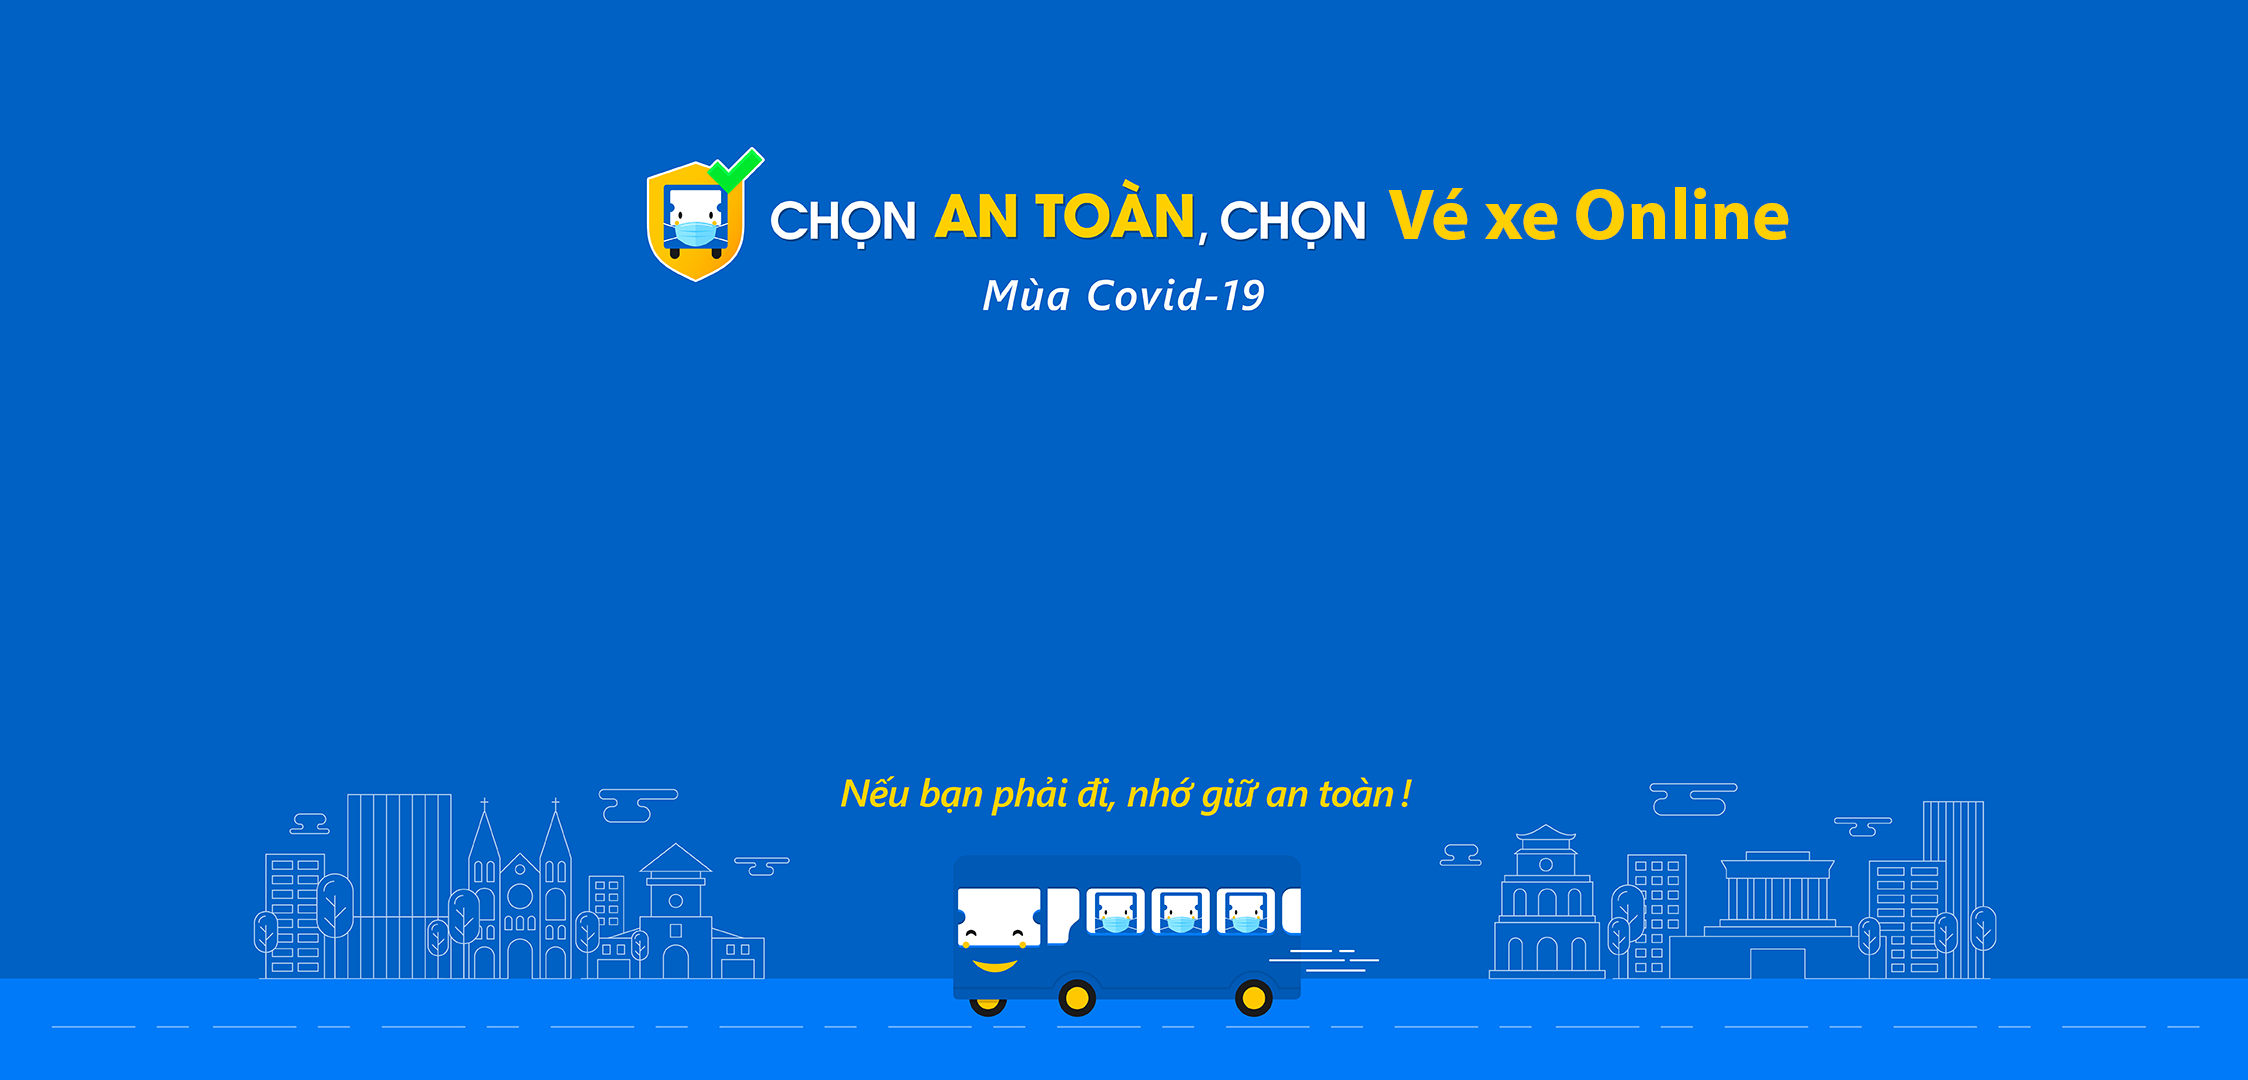 CHỌN AN TOÀN, CHỌN Vé xe Online
Mùa Covid-19
Nếu bạn phải đi, nhớ giữ an toàn !